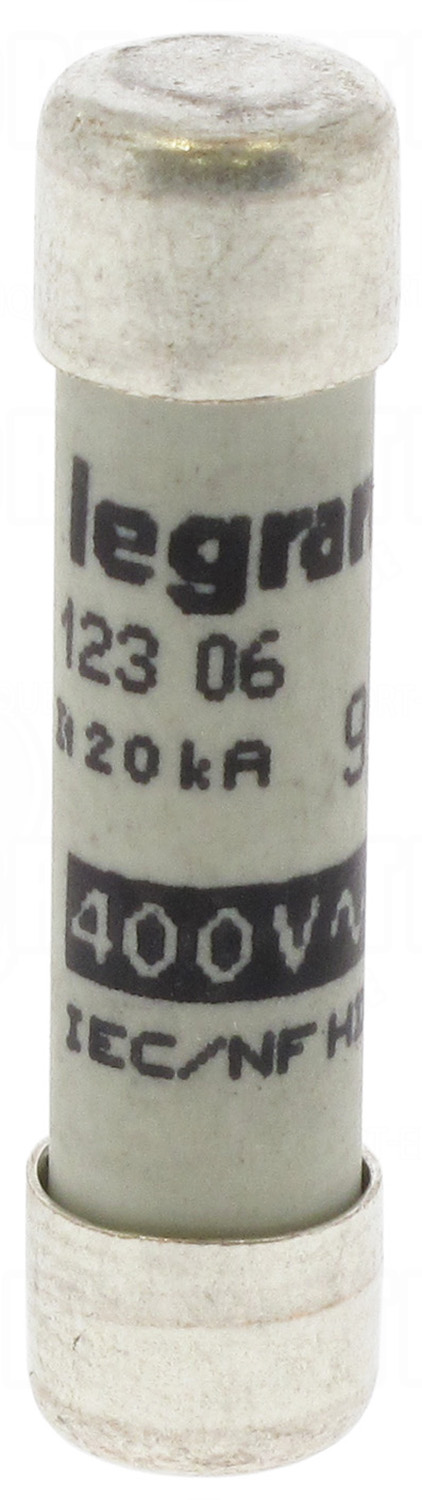 legran
123 06
20 kA g
400V~
IEC/NF H